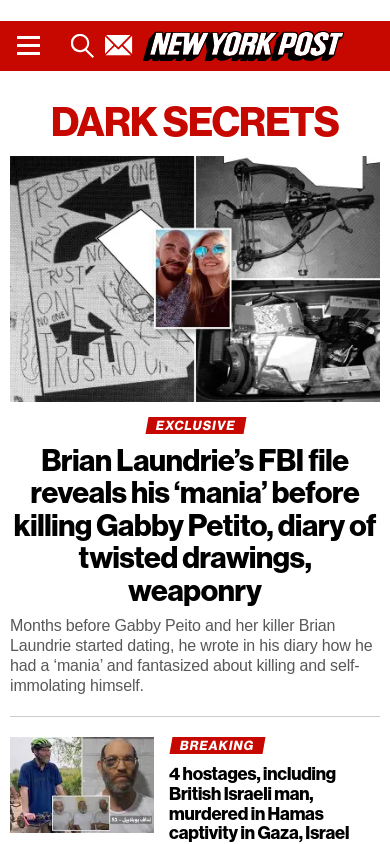 NEW YORK POST
DARK SECRETS
TRUST NO ONE
TRUST
TRUST NO
ONE
NO ONE
TRUST NO
EXCLUSIVE
Brian Laundrie’s FBI file
reveals his ‘mania’ before
killing Gabby Petito, diary of
twisted drawings,
weaponry
Months before Gabby Peito and her killer Brian
Laundrie started dating, he wrote in his diary how he
had a ‘mania’ and fantasized about killing and self-
immolating himself.
BREAKING
4 hostages, including
British Israeli man,
murdered in Hamas
captivity in Gaza, Israel